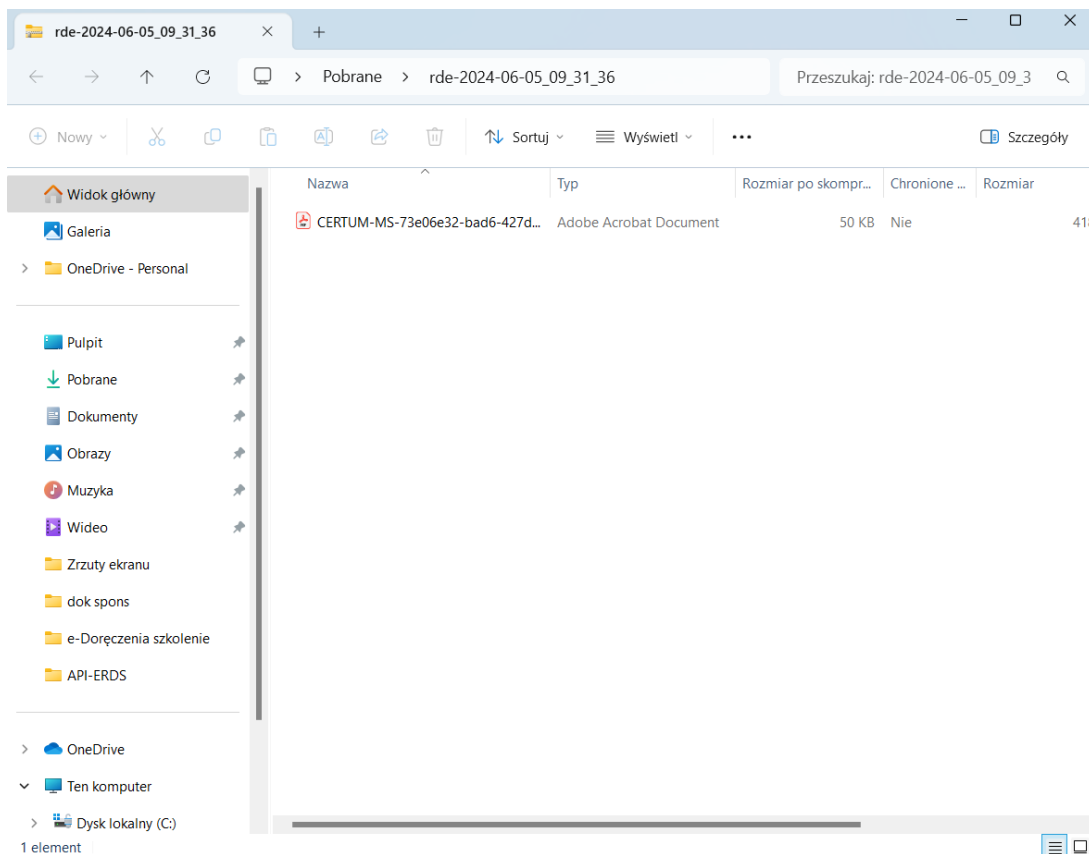 rde-2024-06-05_09_31_36
Pobrane > rde-2024-06-05_09_31_36
Przeszukaj: rde-2024-06-05_09_3
Nowy
Sortuj
Wyświetl
Szczegóły
Widok główny
Galeria
OneDrive - Personal
Pulpit
Pobrane
Dokumenty
Obrazy
Muzyka
Wideo
Zrzuty ekranu
dok spons
e-Doręczenia szkolenie
API-ERDS
OneDrive
Ten komputer
Dysk lokalny (C:)
Nazwa Typ Rozmiar po skompr... Chronione ... Rozmiar
CERTUM-MS-73e06e32-bad6-427d... Adobe Acrobat Document 50 KB Nie 41
1 element